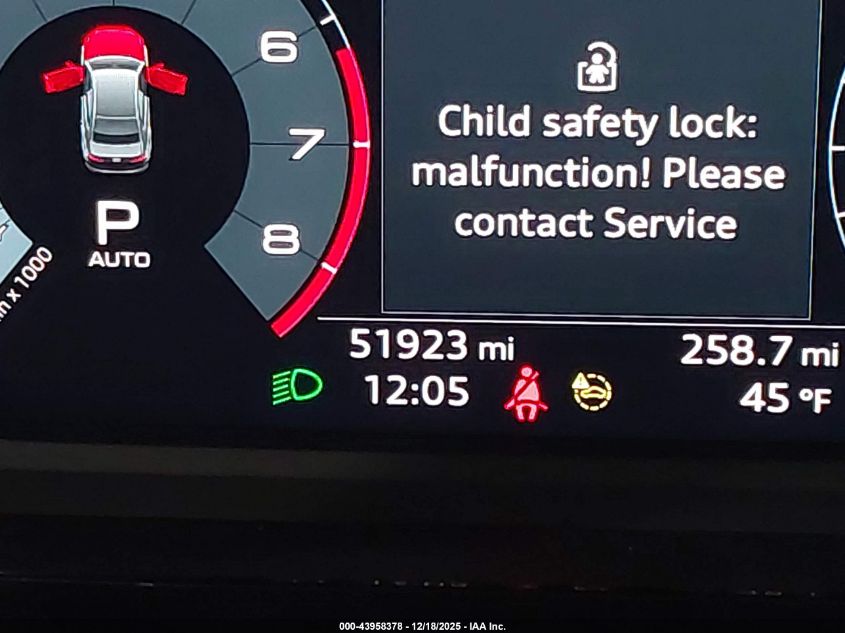 6
7
8
P
AUTO
x 1000
Child safety lock:
malfunction! Please
contact Service
51923 mi
258.7 mi
12:05
45 °F
000-43958378 - 12/18/2025 - IAA Inc.